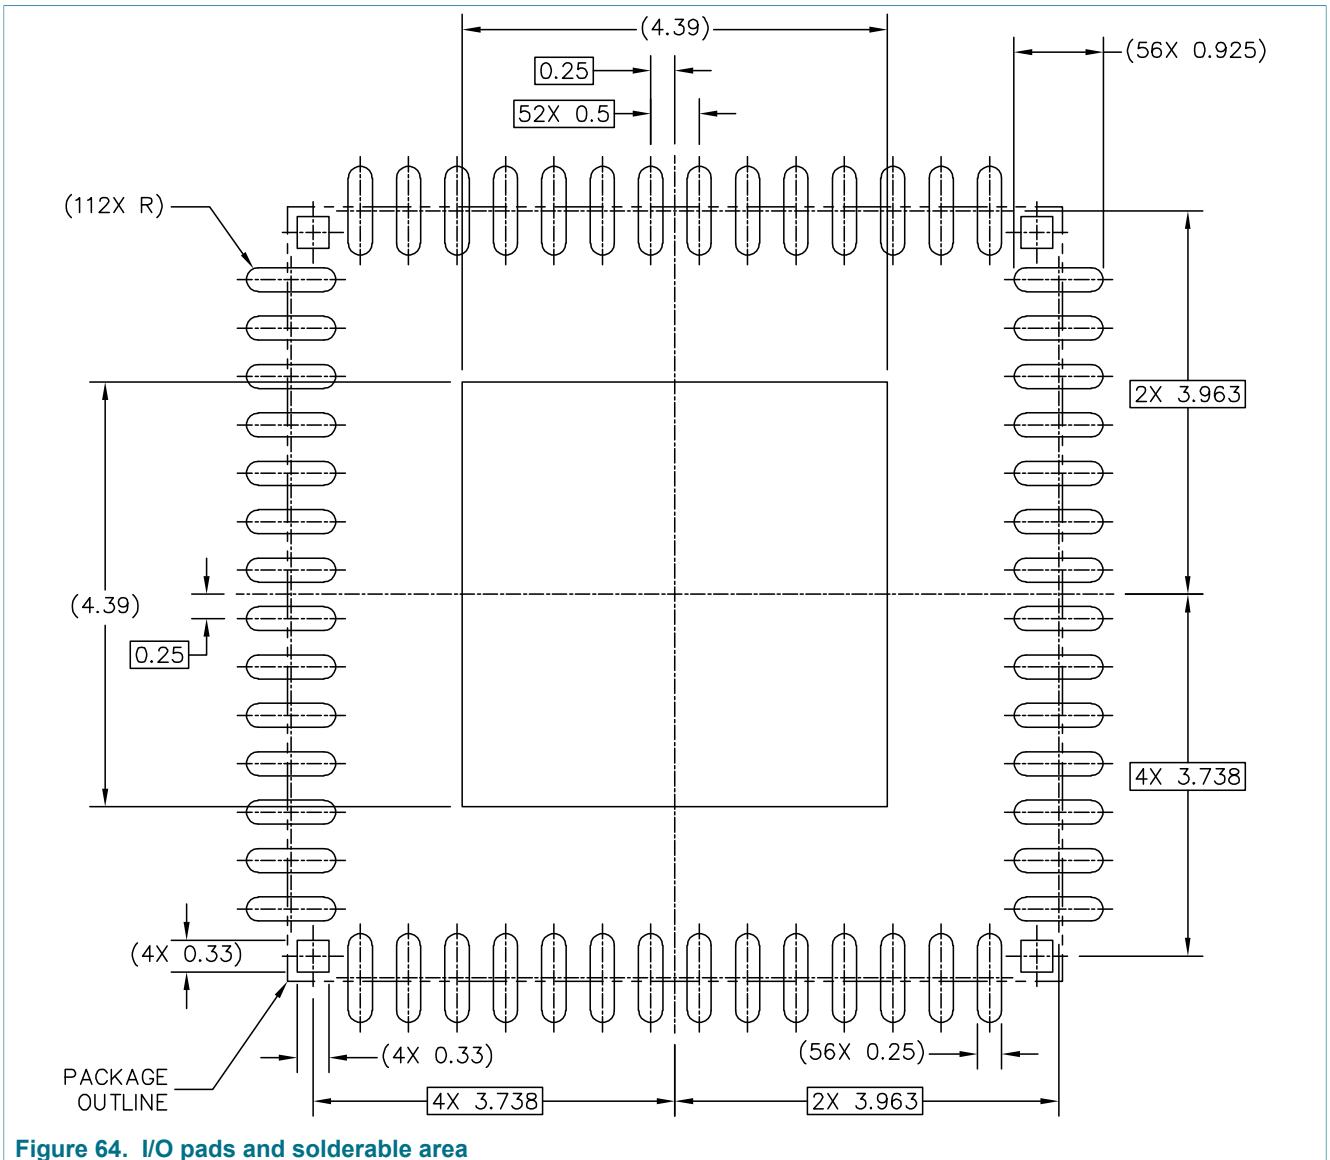 (4.39)
(56X 0.925)
0.25
52X 0.5
(112X R)
2X 3.963
(4.39)
0.25
4X 3.738
(4X 0.33)
(4X 0.33)
(56X 0.25)
PACKAGE
OUTLINE
4X 3.738
2X 3.963
Figure 64. I/O pads and solderable area